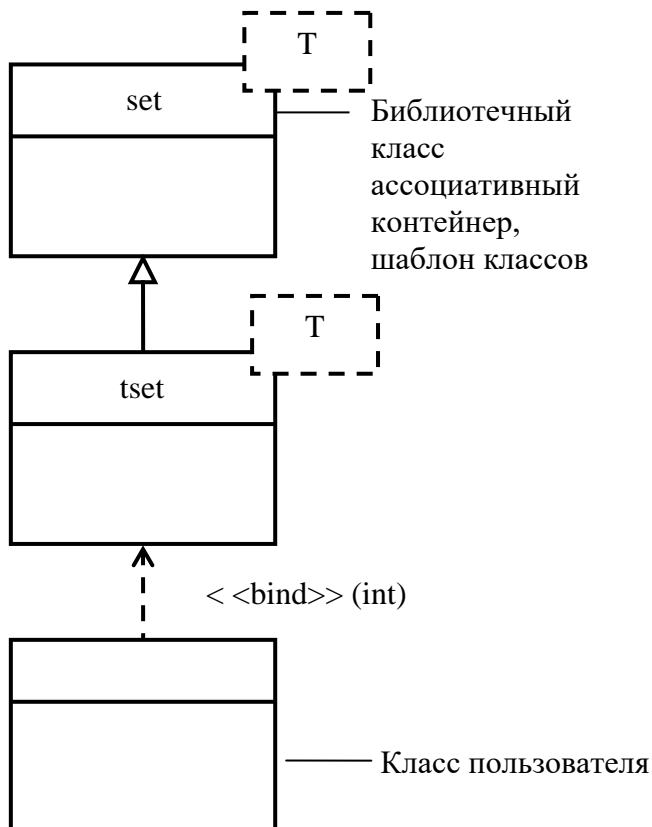 T
set
Библиотечный
класс
ассоциативный
контейнер,
шаблон классов
T
tset
< <bind>> (int)
Класс пользователя